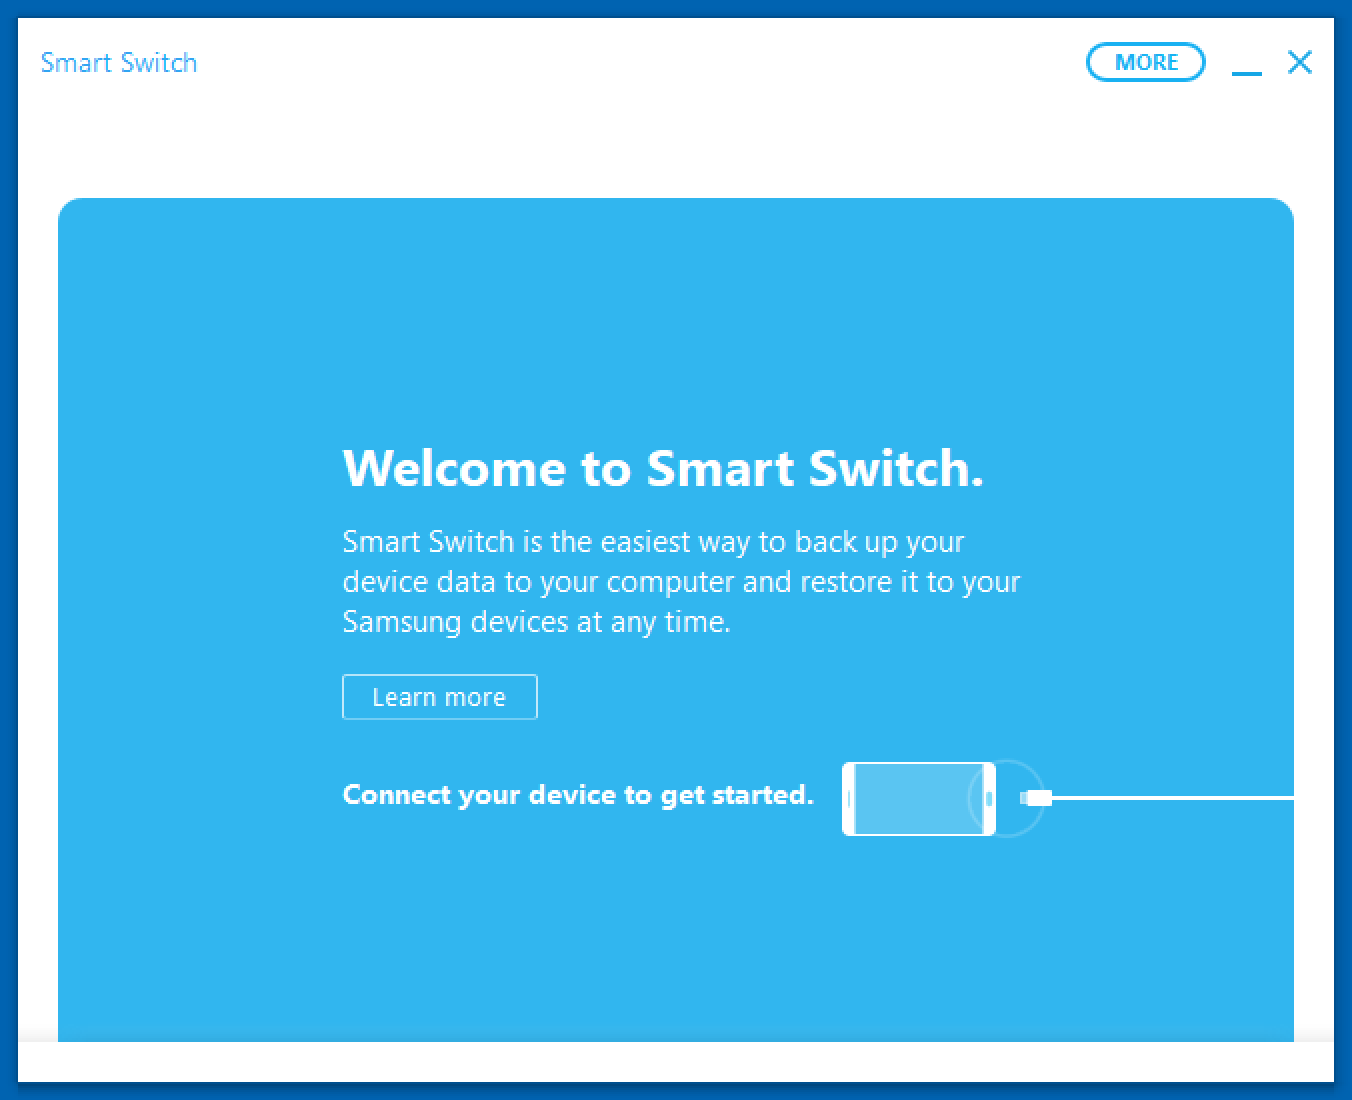 Smart Switch
MORE
Welcome to Smart Switch.
Smart Switch is the easiest way to back up your
device data to your computer and restore it to your
Samsung devices at any time.
Learn more
Connect your device to get started.